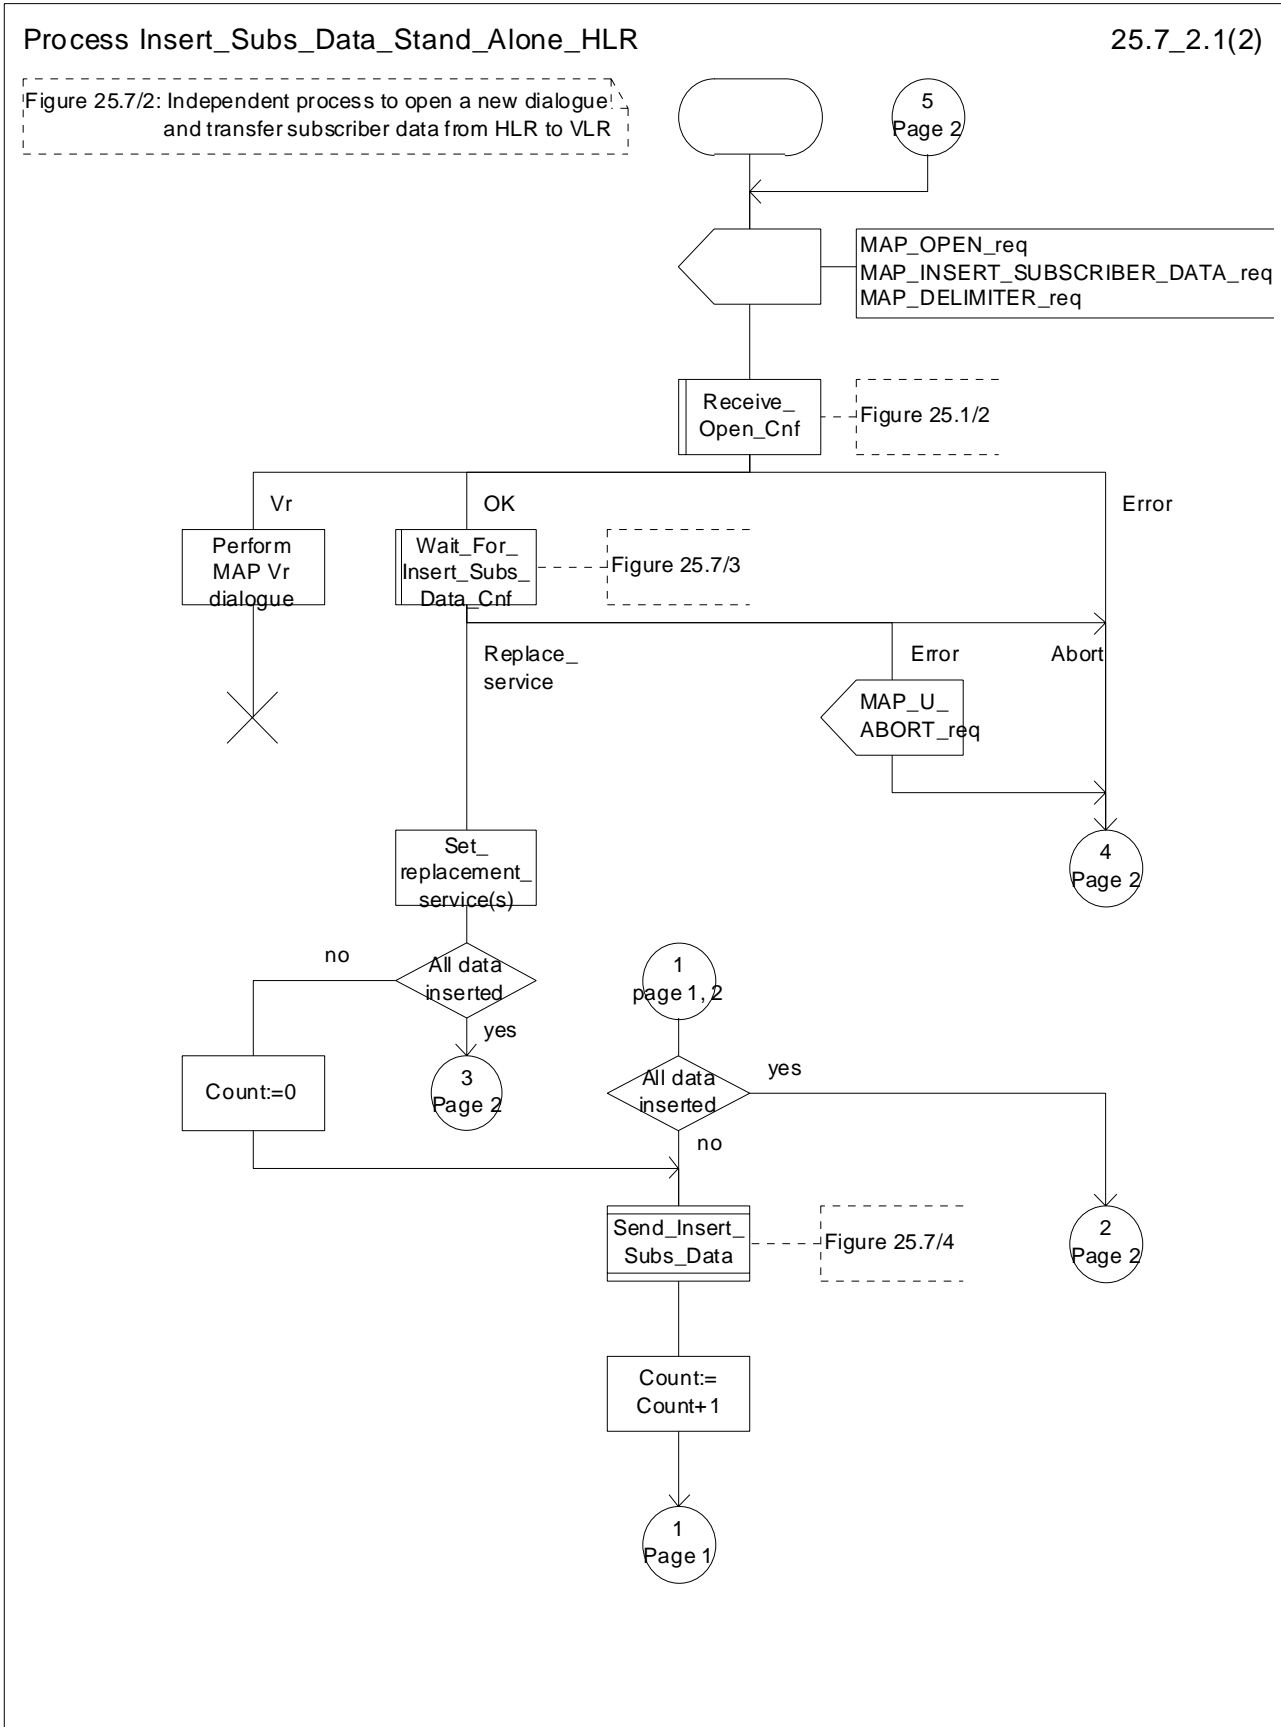 Process Insert_Subs_Data_Stand_Alone_HLR
25.7_2.1(2)
Figure 25.7/2: Independent process to open a new dialogue
and transfer subscriber data from HLR to VLR
5
Page 2
MAP_OPEN_req
MAP_INSERT_SUBSCRIBER_DATA_req
MAP_DELIMITER_req
Receive_
Open_Cnf
Figure 25.1/2
Vr
OK
Error
Perform
MAP Vr
dialogue
Wait_For_
Insert_Subs_
Data_Cnf
Figure 25.7/3
Replace_
service
Error
Abort
MAP_U_
ABORT_req
Set_
replacement_
service(s)
4
Page 2
no
All data
inserted
yes
1
page 1, 2
Count:=0
3
Page 2
All data
inserted
yes
no
Send_Insert_
Subs_Data
Figure 25.7/4
2
Page 2
Count:=
Count+1
1
Page 1